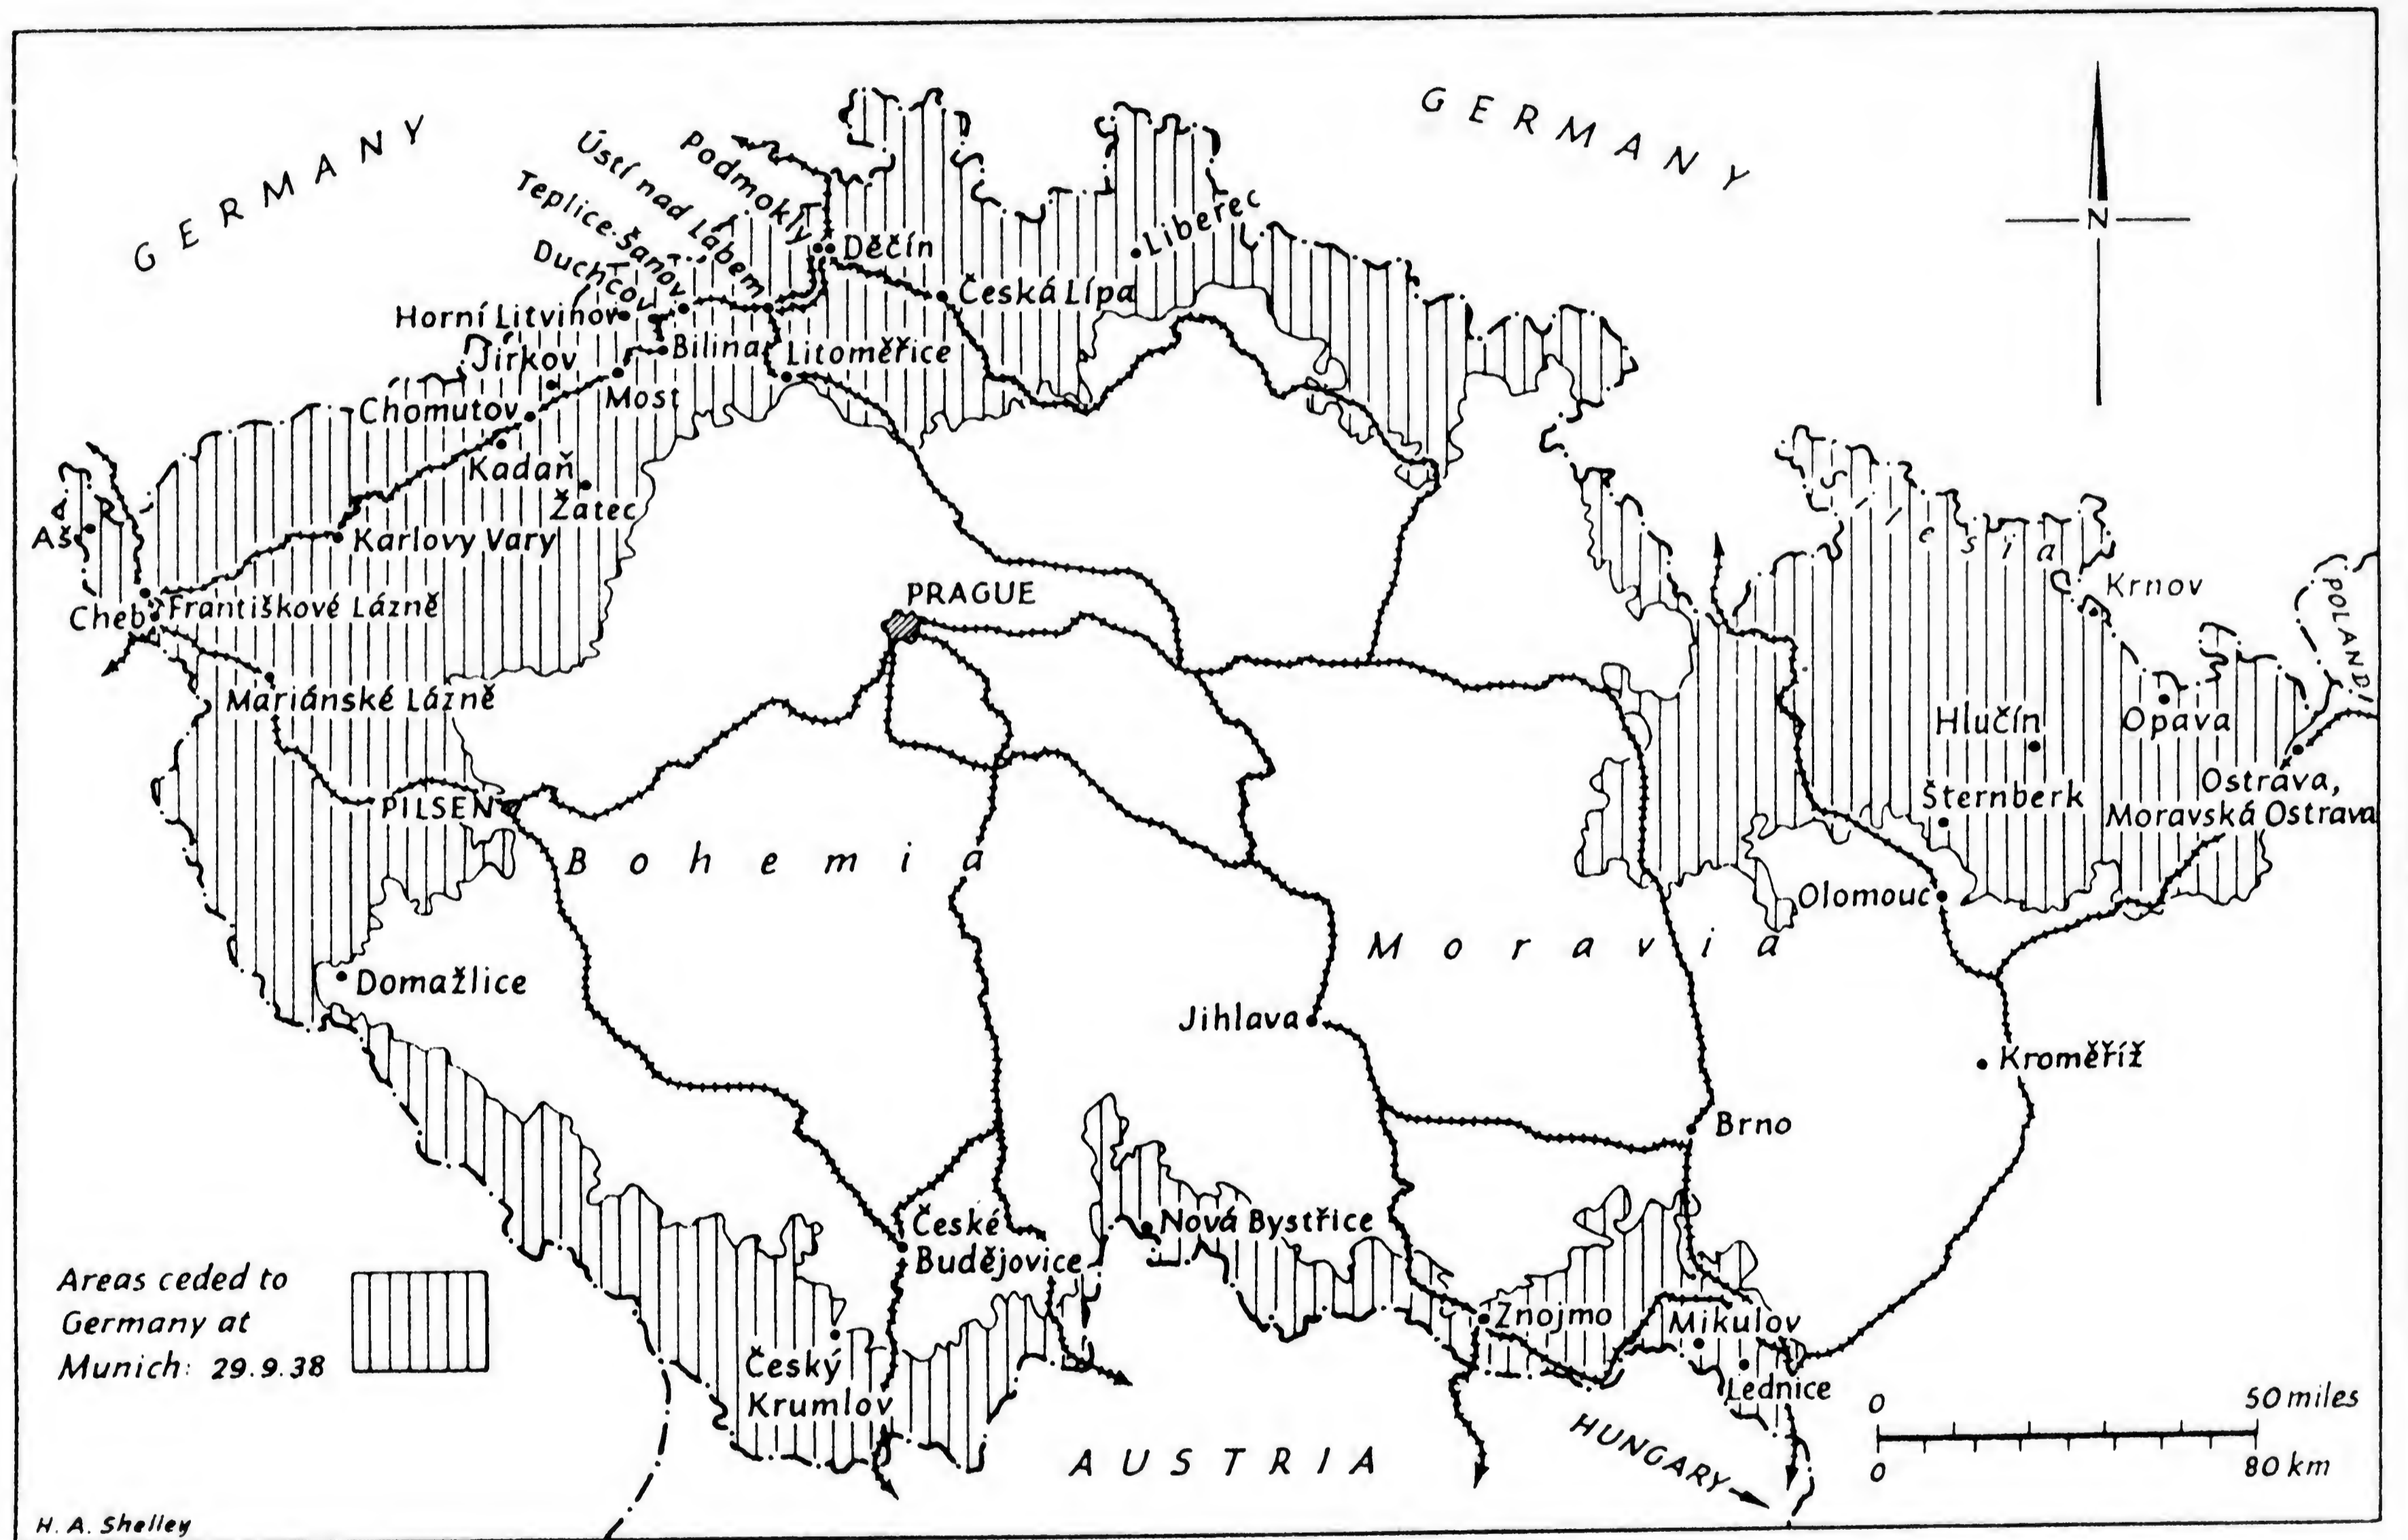 GERMANY
GERMANY
N
Podmokly
Ústí nad Labem
Teplice-Šanov
Duchcov
Děčín
Liberec
Česká Lípa
Horní Litvínov
Bilina
Litoměřice
Jirkov
Most
Chomutov
Kadaň
Žatec
Aš
Karlovy Vary
Silesia
Krnov
POLAND
Cheb
Františkové Lázně
PRAGUE
Mariánské Lázně
Hlučín
Opava
PILSEN
Šternberk
Ostrava,
Moravská Ostrava
Bohemia
Olomouc
Moravia
Domažlice
Jihlava
Kroměříž
Brno
České
Budějovice
Nová Bystřice
Areas ceded to
Germany at
Munich: 29.9.38
Znojmo
Mikulov
Český
Krumlov
Lednice
AUSTRIA
HUNGARY
0 50 miles
0 80 km
H. A. Shelley